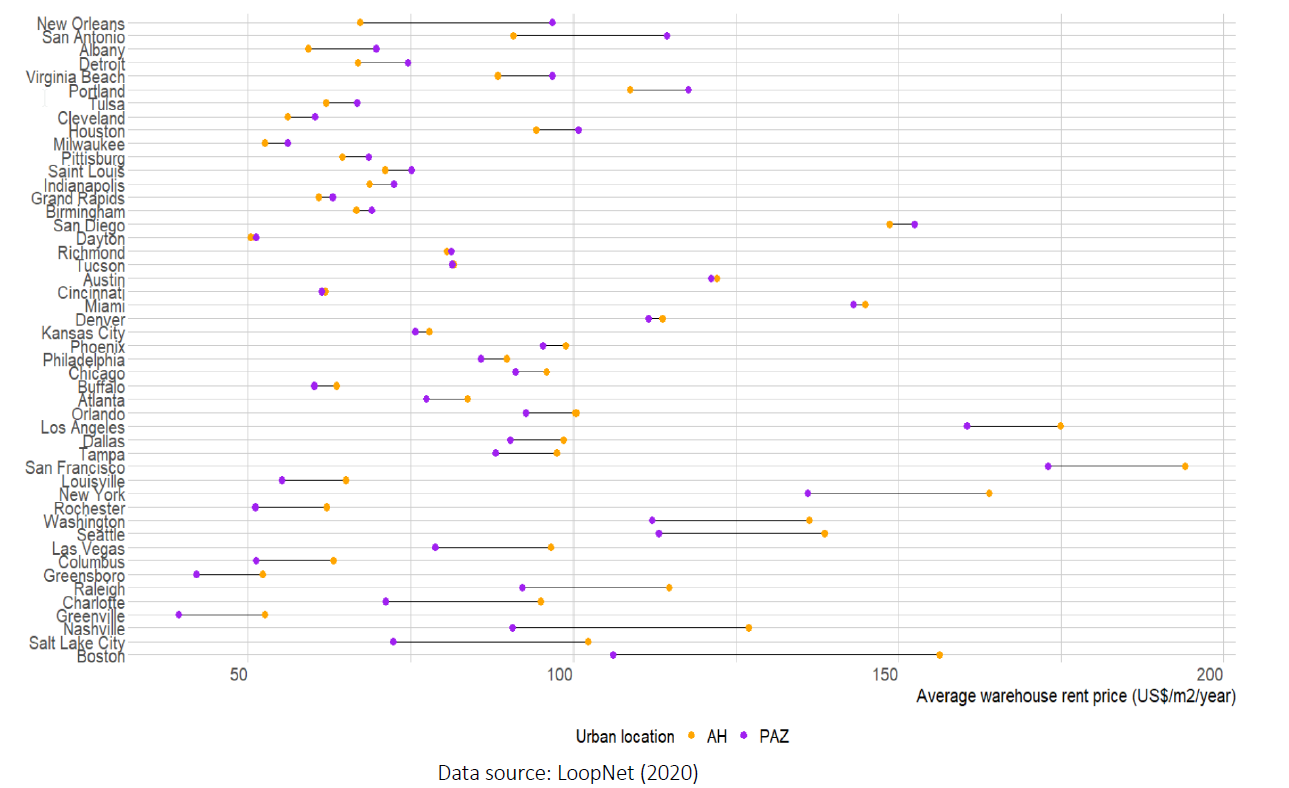 New Orleans
San Antonio
Albany
Detroit
Virginia Beach
Portland
Tulsa
Cleveland
Houston
Milwaukee
Pittisburg
Saint Louis
Indianapolis
Grand Rapids
Birmingham
San Diego
Dayton
Richmond
Tucson
Austin
Cincinnati
Miami
Denver
Kansas City
Phoenix
Philadelphia
Chicago
Buffalo
Atlanta
Orlando
Los Angeles
Dallas
Tampa
San Francisco
Louisville
New York
Rochester
Washington
Seattle
Las Vegas
Columbus
Greensboro
Raleigh
Charlotte
Greenville
Nashville
Salt Lake City
Boston
50 100 150 200
Average warehouse rent price (US$/m2/year)
Urban location AH PAZ
Data source: LoopNet (2020)